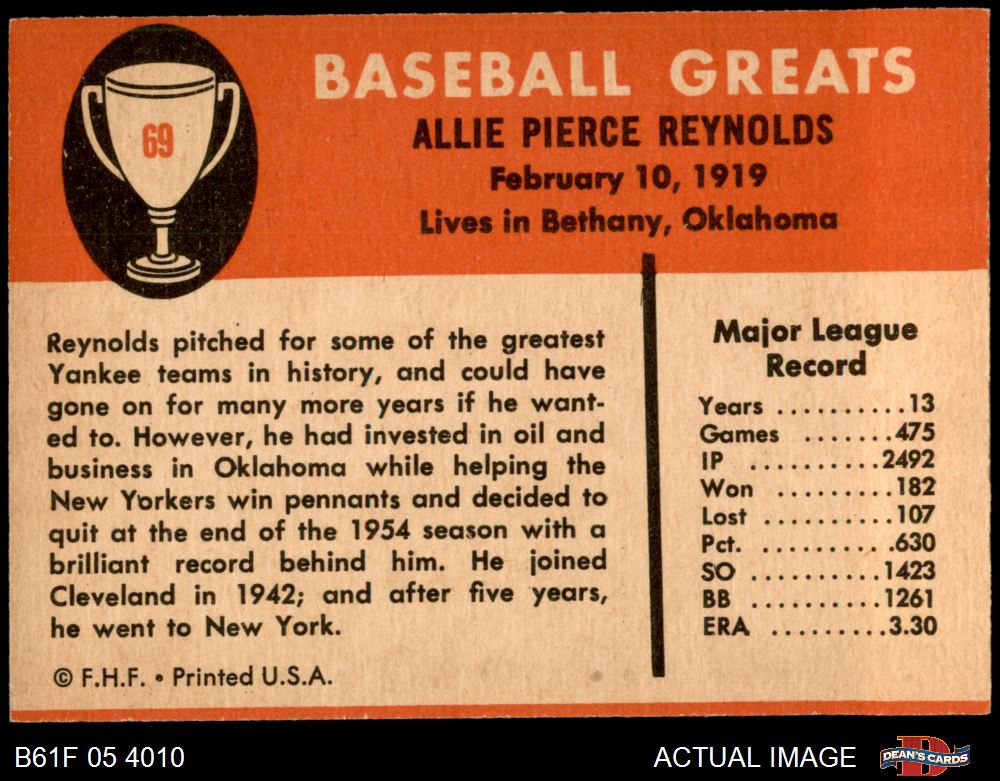 69
BASEBALL GREATS
ALLIE PIERCE REYNOLDS
February 10, 1919
Lives in Bethany, Oklahoma
Reynolds pitched for some of the greatest
Yankee teams in history, and could have
gone on for many more years if he want-
ed to. However, he had invested in oil and
business in Oklahoma while helping the
New Yorkers win pennants and decided to
quit at the end of the 1954 season with a
brilliant record behind him. He joined
Cleveland in 1942; and after five years,
he went to New York.
© F.H.F. • Printed U.S.A.
Major League
Record
Years ..........13
Games .......475
IP ..........2492
Won .........182
Lost ..........107
Pct. ..........630
SO ..........1423
BB ..........1261
ERA .........3.30
B61F 05 4010
ACTUAL IMAGE
DEAN'S CARDS